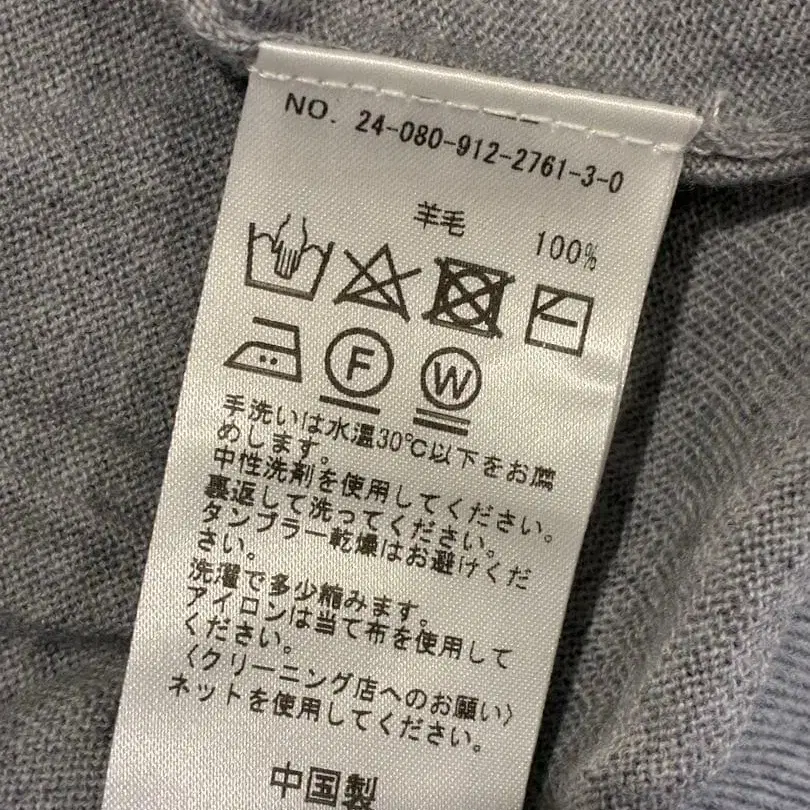 NO. 24-080-912-2761-3-0
羊毛 100%
F W
手洗いは水温30℃以下をお薦
めします。
中性洗剤を使用してください。
裏返して洗ってください。
タンブラー乾燥はお避けくだ
さい。
洗濯で多少縮みます。
アイロンは当て布を使用して
ください。
〈クリーニング店へのお願い〉
ネットを使用してください。
中国製